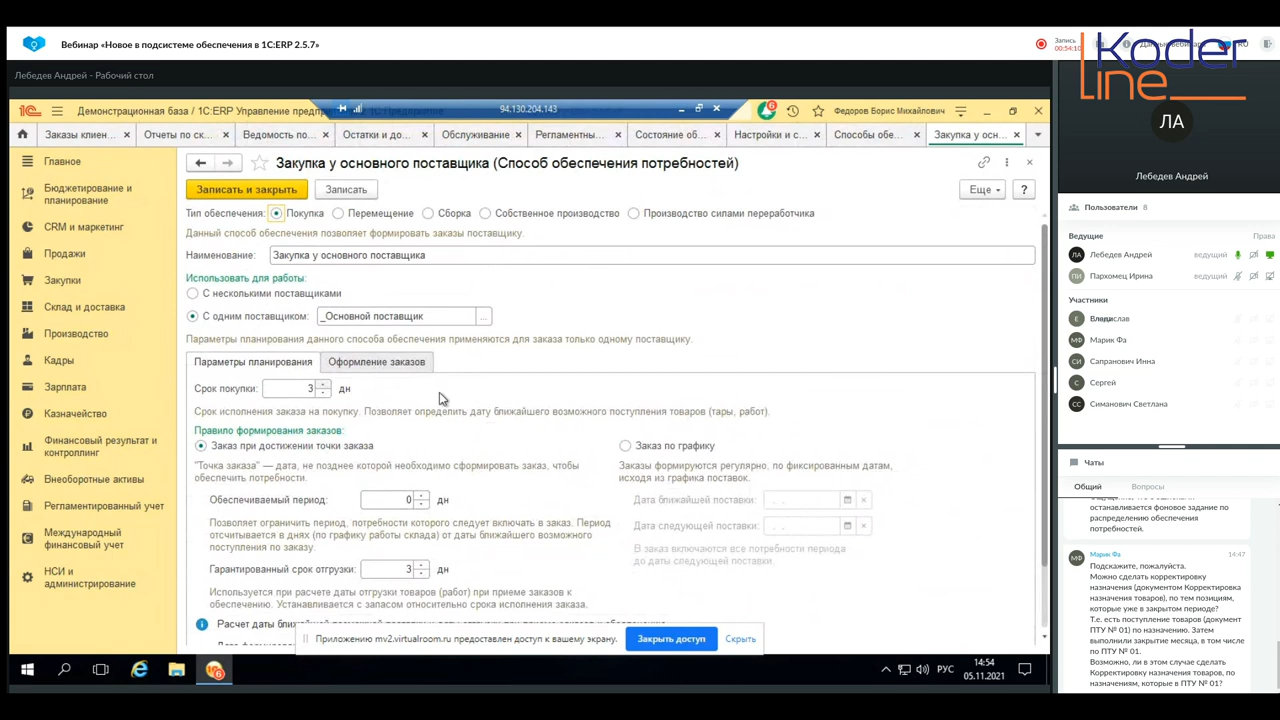 Вебинар «Новое в подсистеме обеспечения в 1С:ERP 2.5.7»
Запись
00:54:10
RU
Koder
line
Лебедев Андрей - Рабочий стол
ЛА
Лебедев Андрей
Демонстрационная база / 1С:ERP Управление
94.130.204.143
6
Федоров Борис Михайлович
Заказы клиен...
Отчеты по ск...
Ведомость по...
Остатки и до...
Обслуживание
Регламентны...
Состояние об...
Настройки и с...
Способы обе...
Закупка у осн...
Главное
Бюджетирование и
планирование
CRM и маркетинг
Продажи
Закупки
Склад и доставка
Производство
Кадры
Зарплата
Казначейство
Финансовый результат и
контроллинг
Внеоборотные активы
Регламентированный учет
Международный
финансовый учет
НСИ и
администрирование
Закупка у основного поставщика (Способ обеспечения потребностей)
Записать и закрыть
Записать
Еще
?
Тип обеспечения: Покупка Перемещение Сборка Собственное производство Производство силами переработчика
Данный способ обеспечения позволяет формировать заказы поставщику.
Наименование: Закупка у основного поставщика
Использовать для работы:
С несколькими поставщиками
С одним поставщиком: _Основной поставщик ...
Параметры планирования данного способа обеспечения применяются для заказа только одному поставщику.
Параметры планирования
Оформление заказов
Срок покупки: 3 дн
Срок исполнения заказа на покупку. Позволяет определить дату ближайшего возможного поступления товаров (тары, работ).
Правило формирования заказов:
Заказ при достижении точки заказа
"Точка заказа" — дата, не позднее которой необходимо сформировать заказ, чтобы
обеспечить потребности.
Обеспечиваемый период: 0 дн
Позволяет ограничить период, потребности которого следует включать в заказ. Период
отсчитывается в днях (по графику работы склада) от даты ближайшего возможного
поступления по заказу.
Гарантированный срок отгрузки: 3 дн
Используется при расчете даты отгрузки товаров (работ) при приеме заказов к
обеспечению. Устанавливается с запасом относительно срока исполнения заказа.
Заказ по графику
Заказы формируются регулярно, по фиксированным датам,
исходя из графика поставок.
Дата ближайшей поставки: . .
Дата следующей поставки: . .
В заказ включаются все потребности периода
до даты следующей поставки.
Приложению mv2.virtualroom.ru предоставлен доступ к вашему экрану.
Закрыть доступ
Скрыть
РУС
14:54
05.11.2021
Пользователи 8
Ведущие
Права
ЛА Лебедев Андрей ведущий
ПИ Пархомец Ирина ведущий
Участники
Е
МФ Марик Фа
СИ Сапранович Инна
С Сергей
СС Симанович Светлана
Чаты
Общий
Вопросы
останавливается фоновое задание по
распределению обеспечения
потребностей.
МФ Марик Фа 14:47
Подскажите, пожалуйста.
Можно сделать корректировку
назначения (документом Корректировка
назначения товаров), по тем позициям,
которые уже в закрытом периоде?
Т.е. есть поступление товаров (документ
ПТУ № 01) по назначению. Затем
выполнили закрытие месяца, в том числе
по ПТУ № 01.
Возможно, ли в этом случае сделать
Корректировку назначения товаров, по
назначениям, которые в ПТУ № 01?